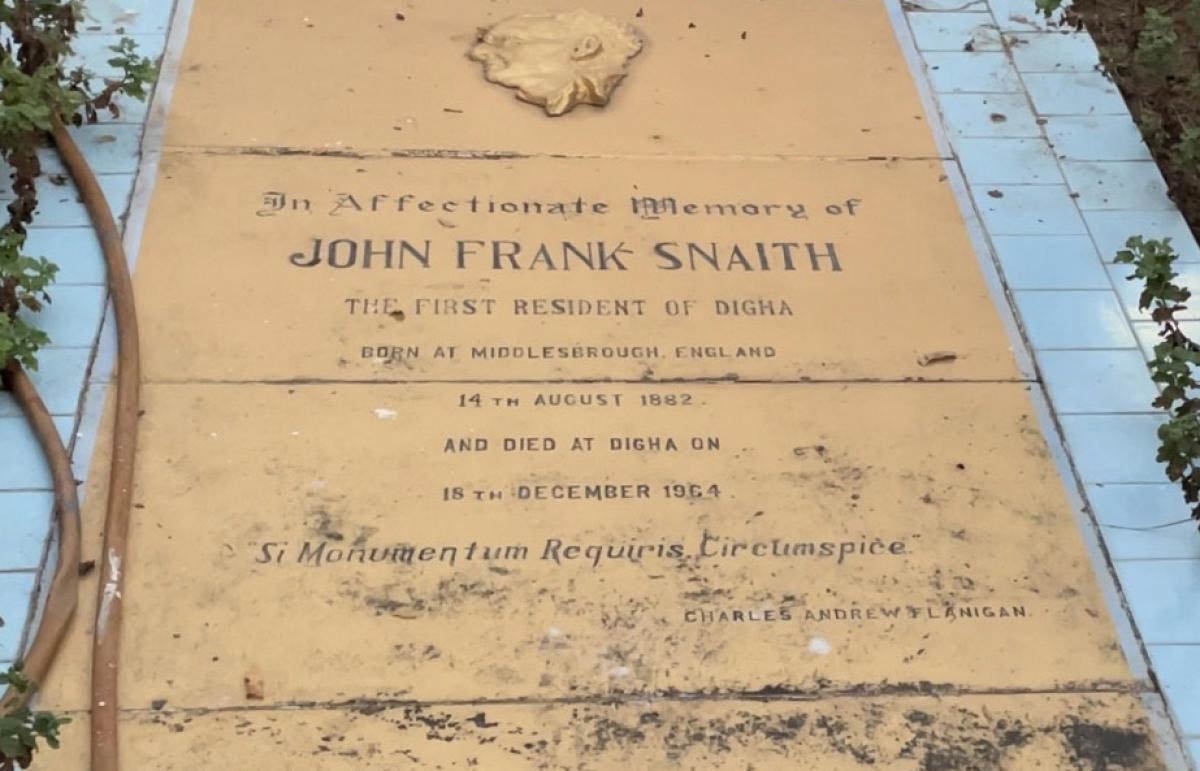 In Affectionate Memory of
JOHN FRANK SNAITH
THE FIRST RESIDENT OF DIGHA
BORN AT MIDDLESBROUGH, ENGLAND
14TH AUGUST 1882.
AND DIED AT DIGHA ON
18TH DECEMBER 1964.
"Si Monumentum Requiris, Circumspice."
CHARLES ANDREW FLANIGAN.